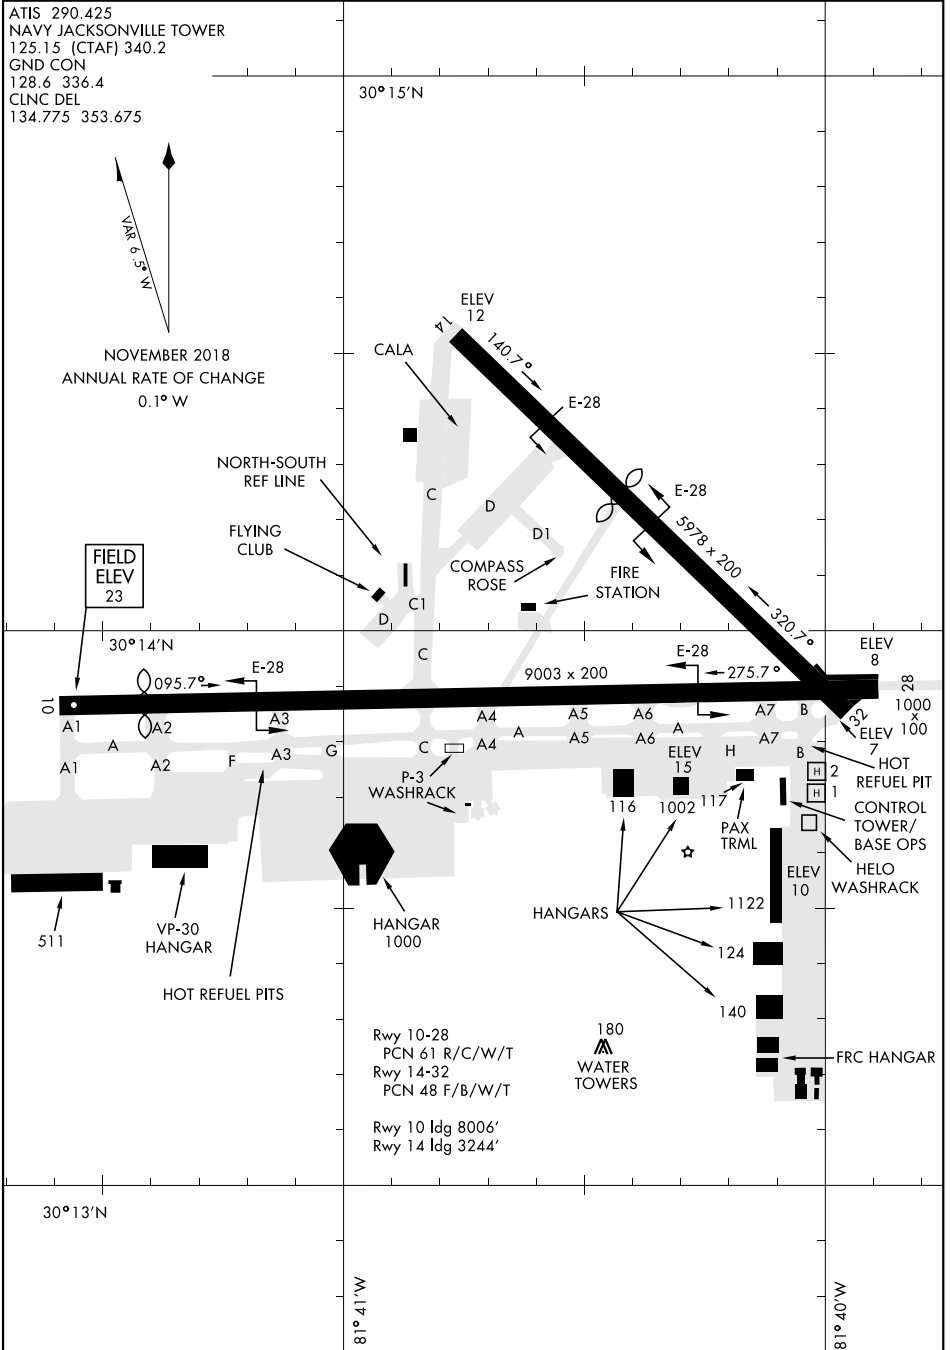 ATIS 290.425
NAVY JACKSONVILLE TOWER
125.15 (CTAF) 340.2
GND CON
128.6 336.4
CLNC DEL
134.775 353.675
30° 15'N
VAR 6.5° W
NOVEMBER 2018
ANNUAL RATE OF CHANGE
0.1° W
ELEV
12
14
140.7°
CALA
E-28
NORTH-SOUTH
REF LINE
C
D
E-28
5978 x 200
FLYING
CLUB
D1
COMPASS
ROSE
FIRE
STATION
FIELD
ELEV
23
C1
D
320.7°
30° 14'N
C
ELEV
8
E-28
E-28
095.7°
9003 x 200
275.7°
10
28
1000
x
100
A1
A2
A3
A4
A5
A6
A7
B
32
ELEV
7
A
A
A
A1
A2
F
A3
G
C
A4
A5
A6
H
A7
B
ELEV
15
HOT
REFUEL PIT
P-3
WASHRACK
H
2
H
1
116
1002
117
PAX
TRML
CONTROL
TOWER/
BASE OPS
HELO
WASHRACK
ELEV
10
511
VP-30
HANGAR
HANGAR
1000
HANGARS
1122
124
140
HOT REFUEL PITS
Rwy 10-28
PCN 61 R/C/W/T
Rwy 14-32
PCN 48 F/B/W/T
Rwy 10 ldg 8006'
Rwy 14 ldg 3244'
180
WATER
TOWERS
FRC HANGAR
30° 13'N
81° 41'W
81° 40'W